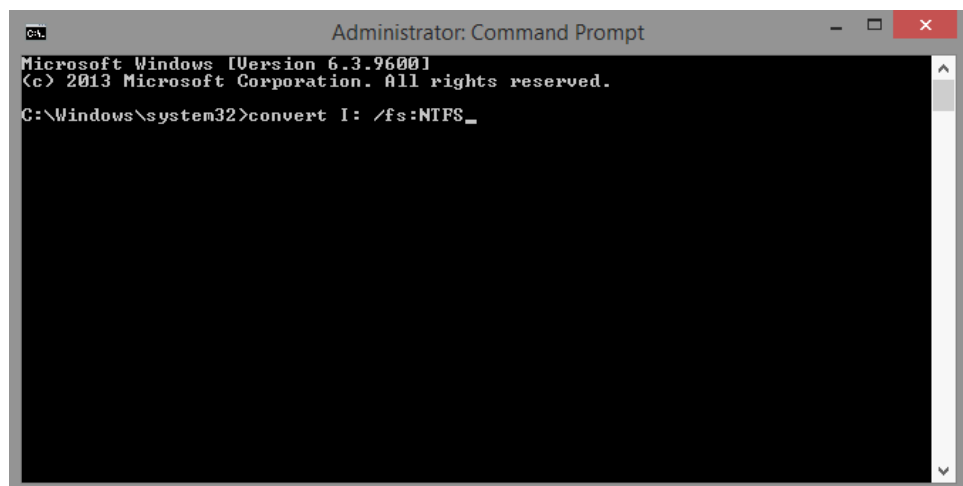 Administrator: Command Prompt
Microsoft Windows [Version 6.3.9600]
(c) 2013 Microsoft Corporation. All rights reserved.
C:\Windows\system32>convert I: /fs:NTFS_